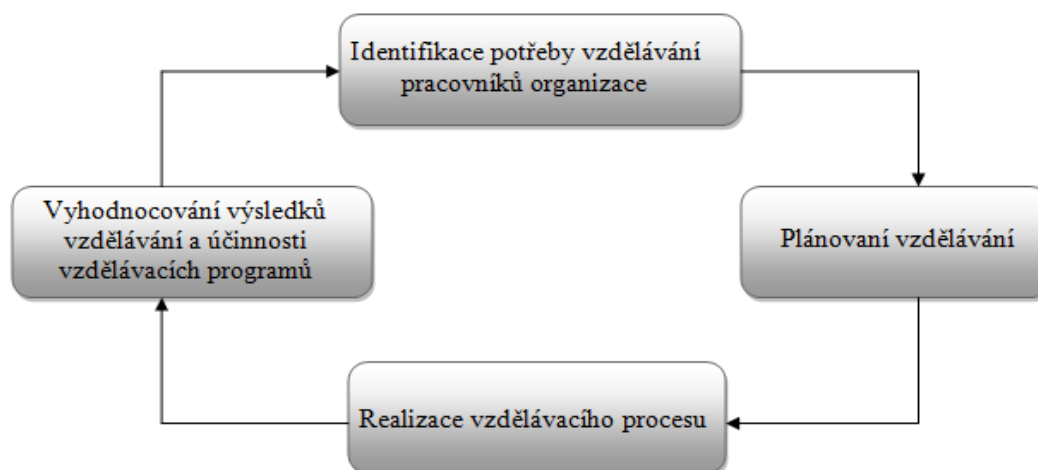 Identifikace potřeby vzdělávání
pracovníků organizace
Vyhodnocování výsledků
vzdělávání a účinnosti
vzdělávacích programů
Plánovaní vzdělávání
Realizace vzdělávacího procesu